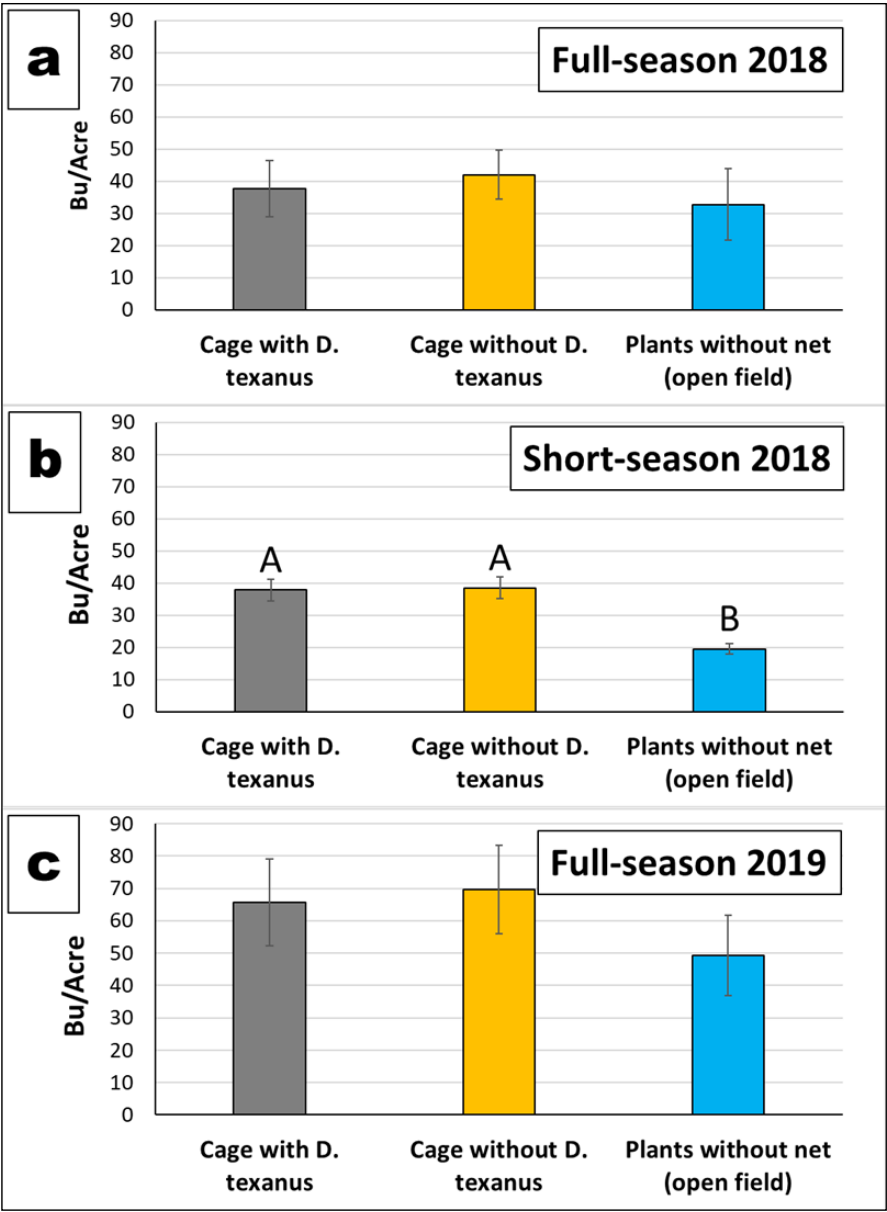 a
Full-season 2018
Bu/Acre
90
80
70
60
50
40
30
20
10
0
Cage with D.
texanus
Cage without D.
texanus
Plants without net
(open field)
b
Short-season 2018
Bu/Acre
90
80
70
60
50
40
30
20
10
0
A
A
B
Cage with D.
texanus
Cage without D.
texanus
Plants without net
(open field)
c
Full-season 2019
Bu/Acre
90
80
70
60
50
40
30
20
10
0
Cage with D.
texanus
Cage without D.
texanus
Plants without net
(open field)